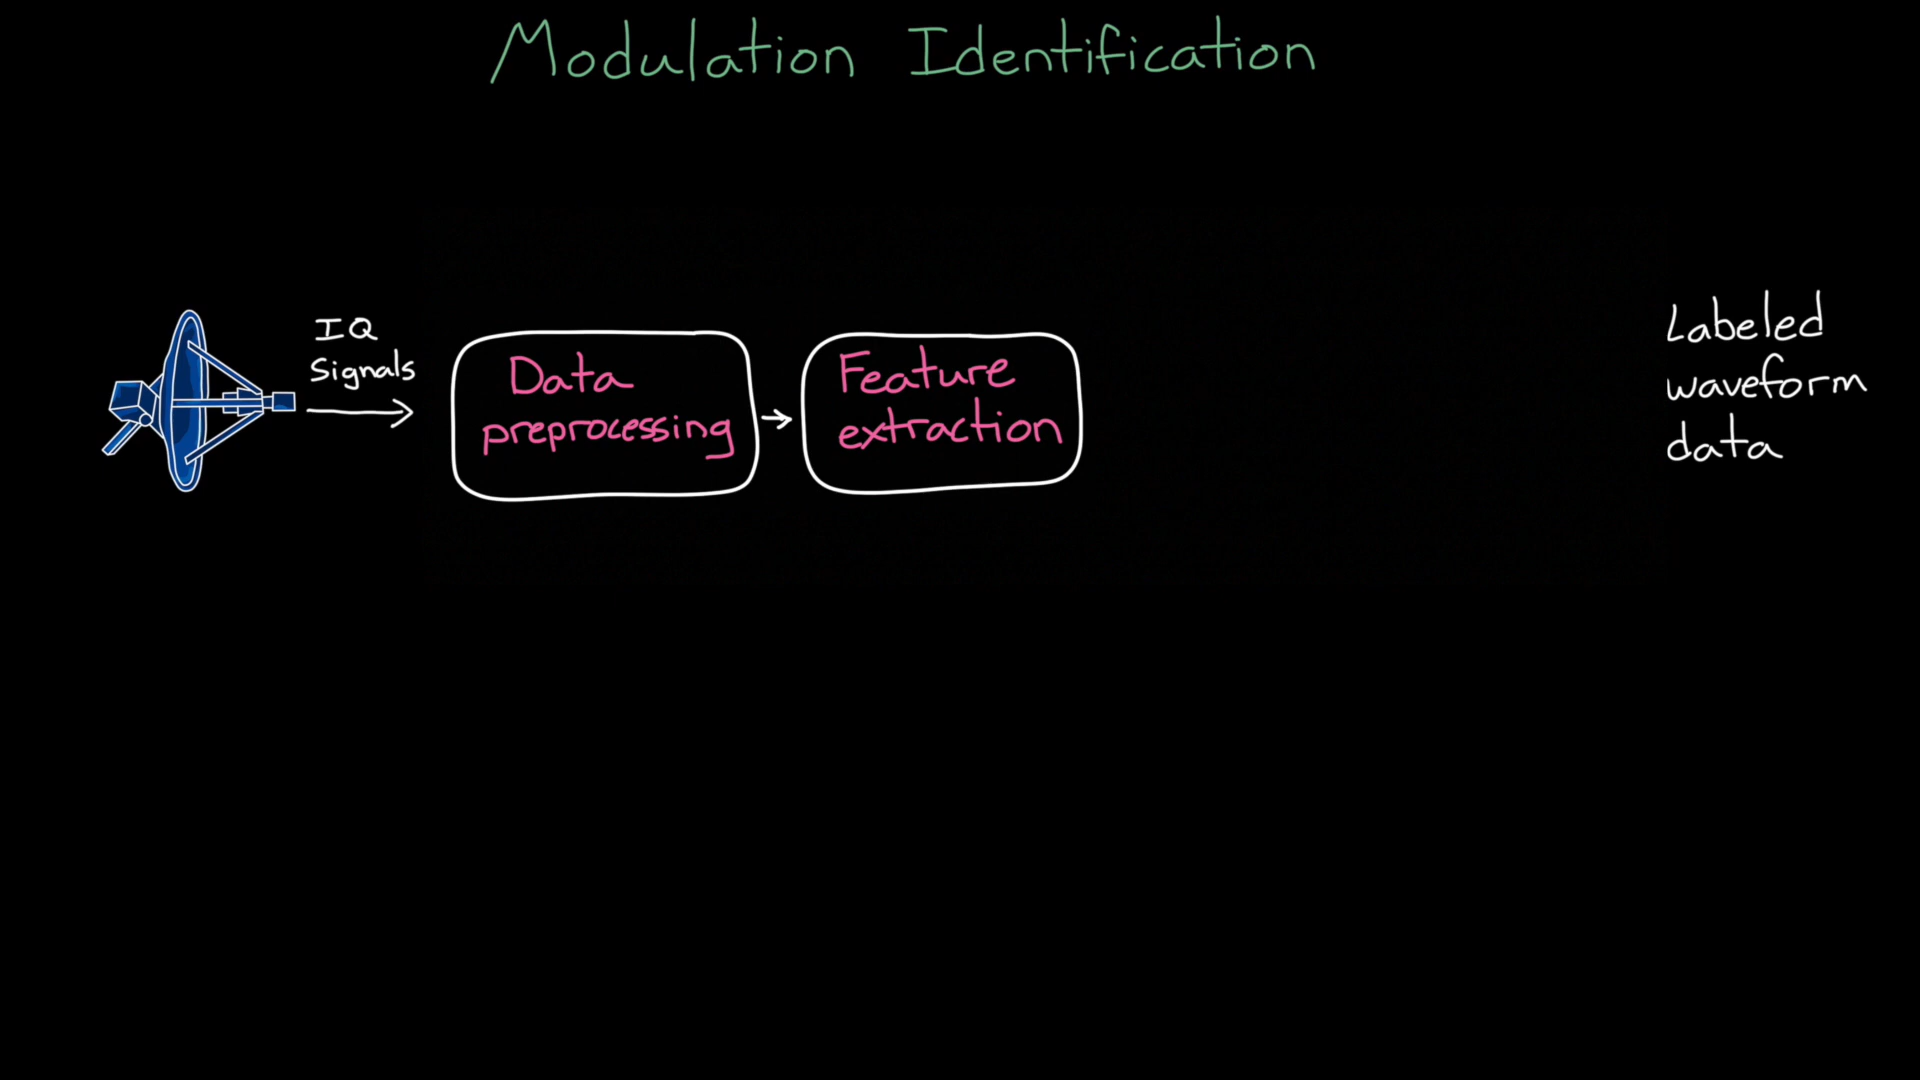 Modulation Identification
IQ
Signals
Data
preprocessing
Feature
extraction
Labeled
waveform
data